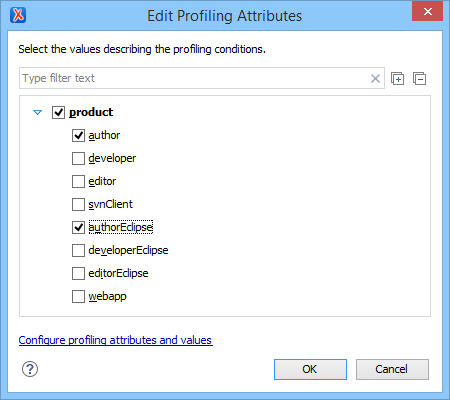 Edit Profiling Attributes
Select the values describing the profiling conditions.
Type filter text
product
author
developer
editor
svnClient
authorEclipse
developerEclipse
editorEclipse
webapp
Configure profiling attributes and values
OK
Cancel